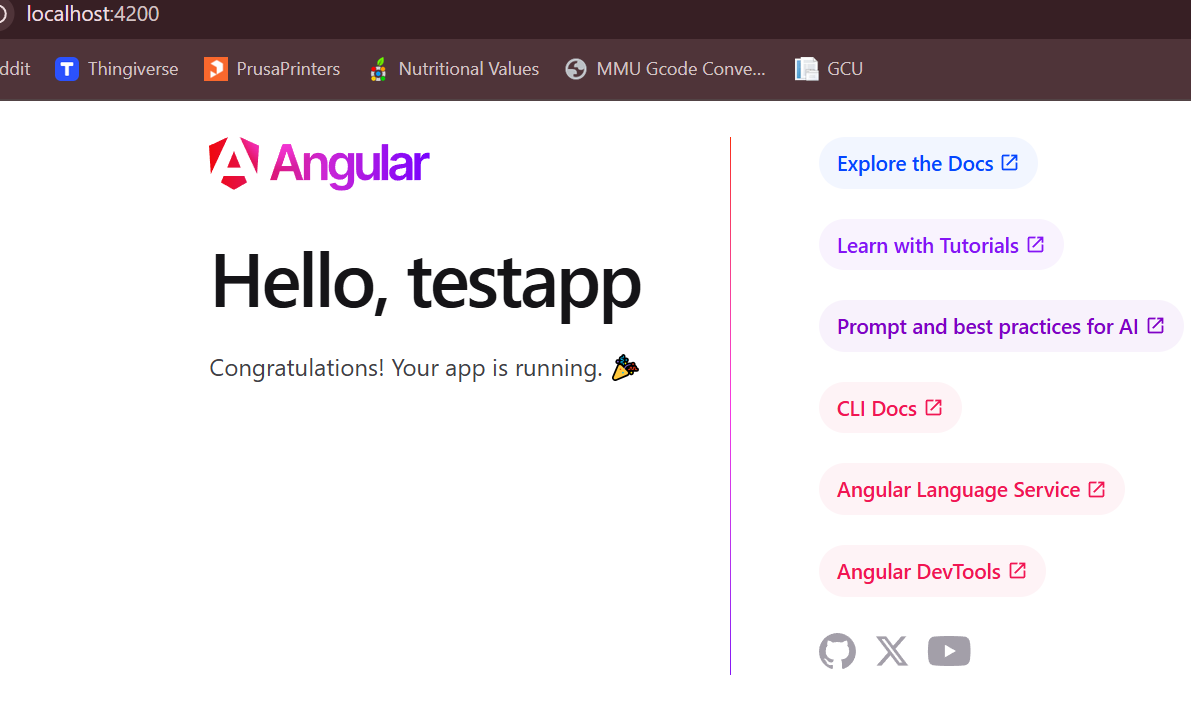 localhost:4200
ddit Thingiverse PrusaPrinters Nutritional Values MMU Gcode Conve... GCU
Angular
Hello, testapp
Congratulations! Your app is running. 🎉
Explore the Docs
Learn with Tutorials
Prompt and best practices for AI
CLI Docs
Angular Language Service
Angular DevTools